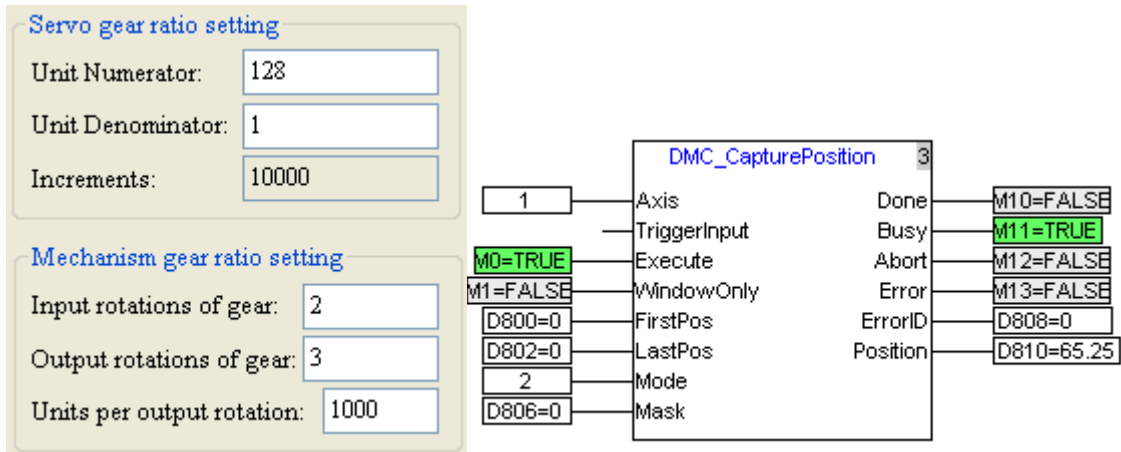 Servo gear ratio setting
Unit Numerator: 128
Unit Denominator: 1
Increments: 10000
Mechanism gear ratio setting
Input rotations of gear: 2
Output rotations of gear: 3
Units per output rotation: 1000
DMC_CapturePosition 3
1 Axis Done M10=FALSE
TriggerInput Busy M11=TRUE
M0=TRUE Execute Abort M12=FALSE
M1=FALSE WindowOnly Error M13=FALSE
D800=0 FirstPos ErrorID D808=0
D802=0 LastPos Position D810=65.25
2 Mode
D806=0 Mask